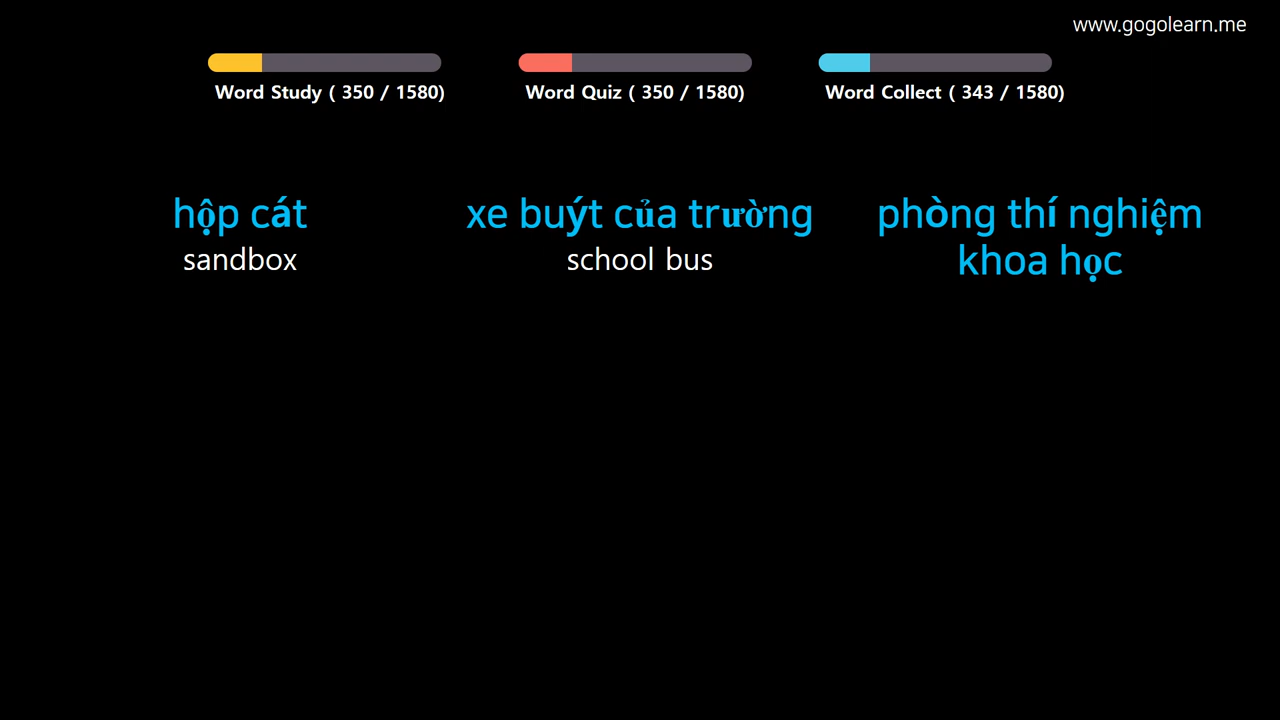 www.gogolearn.me
Word Study ( 350 / 1580)
Word Quiz ( 350 / 1580)
Word Collect ( 343 / 1580)
hộp cát
sandbox
xe buýt của trường
school bus
phòng thí nghiệm
khoa học